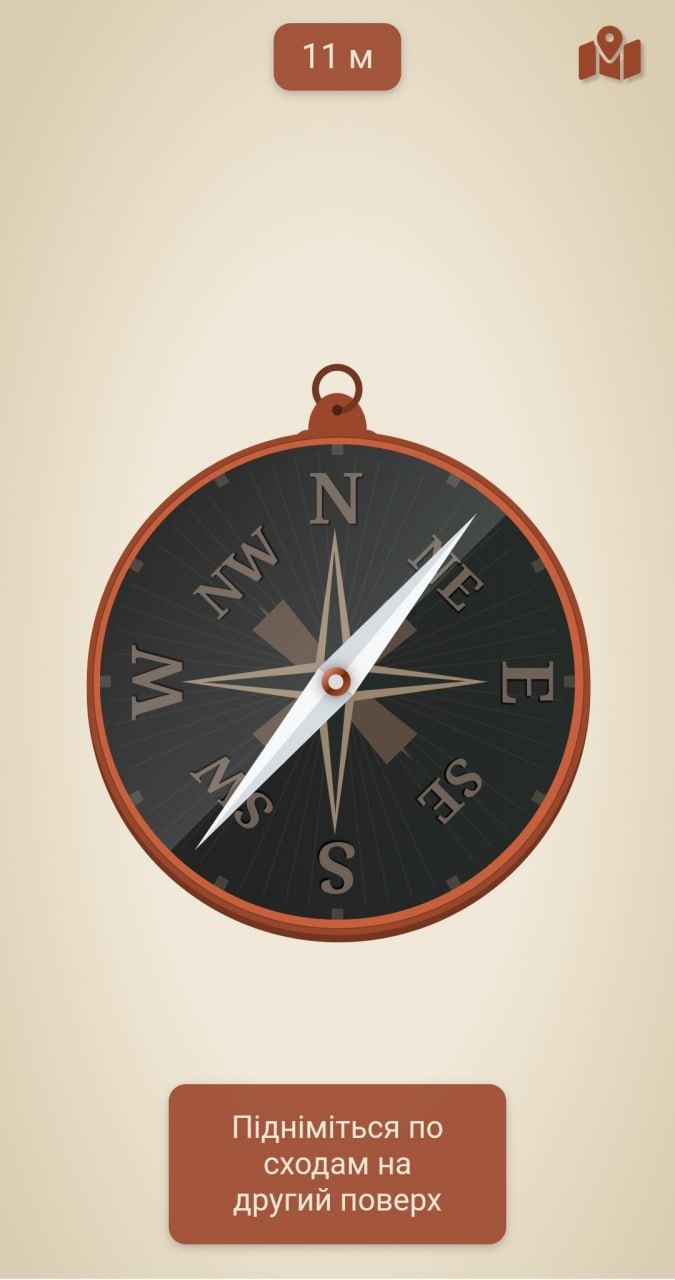 11 м
N
NW
NE
W
E
SW
SE
S
Підніміться по
сходам на
другий поверх